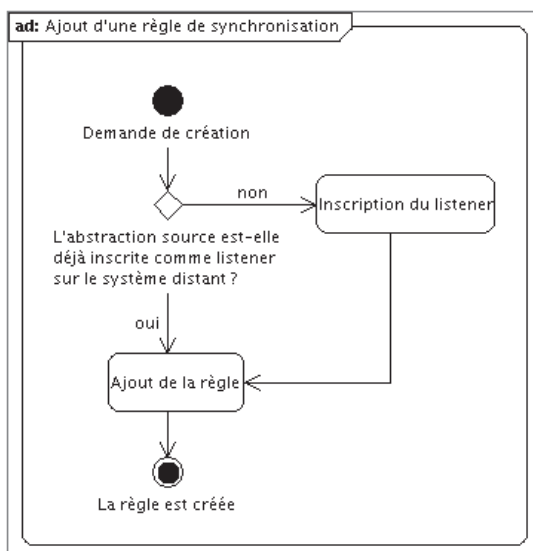 ad: Ajout d'une règle de synchronisation
Demande de création
non
Inscription du listener
L'abstraction source est-elle
déjà inscrite comme listener
sur le système distant ?
oui
Ajout de la règle
La règle est créée